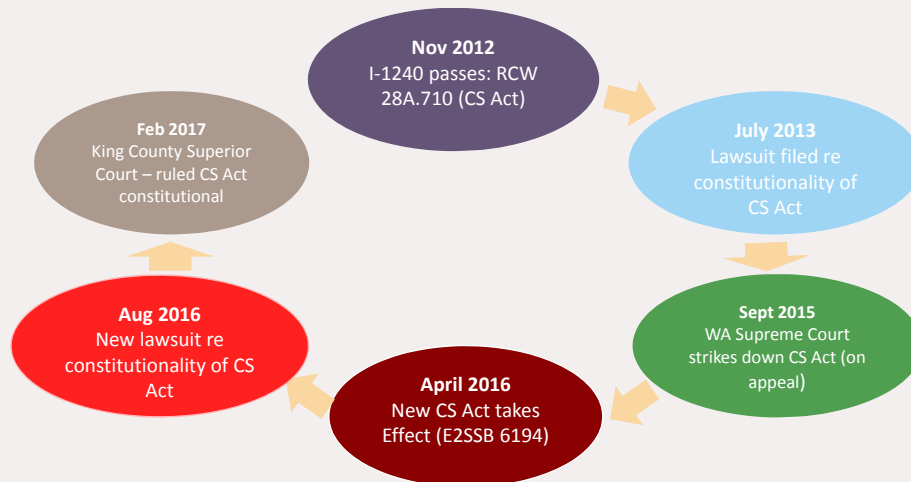 Nov 2012
I-1240 passes: RCW
28A.710 (CS Act)
July 2013
Lawsuit filed re
constitutionality of
CS Act
Sept 2015
WA Supreme Court
strikes down CS Act (on
appeal)
April 2016
New CS Act takes
Effect (E2SSB 6194)
Aug 2016
New lawsuit re
constitutionality of CS
Act
Feb 2017
King County Superior
Court – ruled CS Act
constitutional